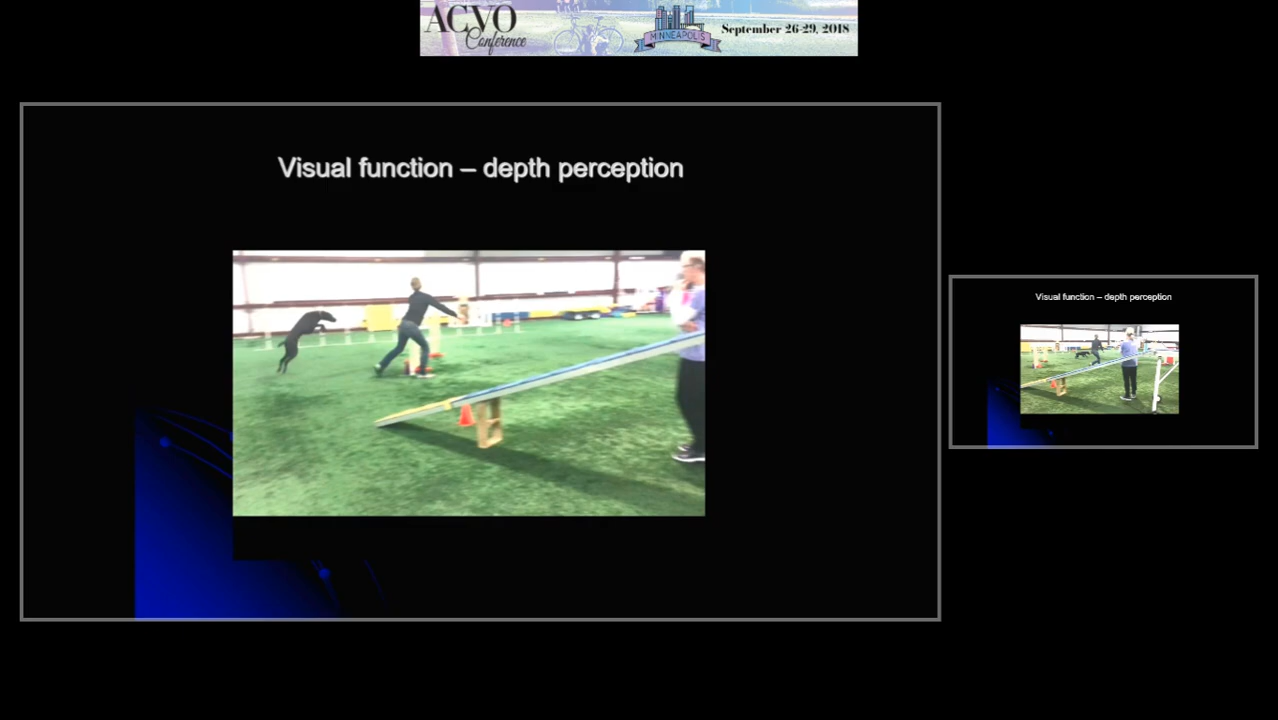 ACVO
Conference
MINNEAPOLIS
September 26-29, 2018
Visual function – depth perception
Visual function – depth perception